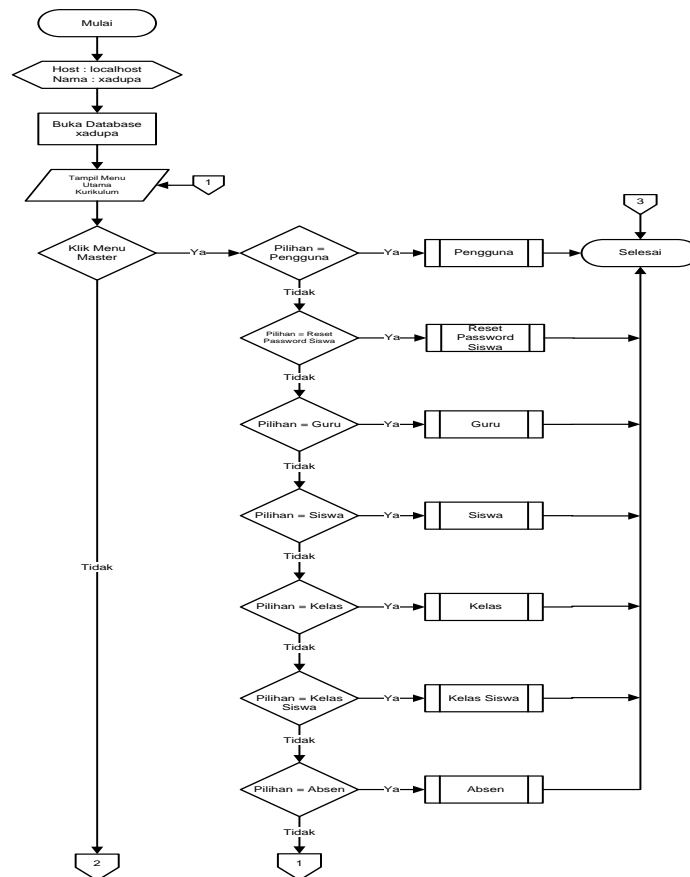 Mulai
Host : localhost
Nama : xadupa
Buka Database
xadupa
Tampil Menu
Utama
Kurikulum
1
3
Klik Menu
Master
Ya
Pilihan =
Pengguna
Ya
Pengguna
Selesai
Tidak
Pilihan = Reset
Password Siswa
Ya
Reset
Password
Siswa
Tidak
Pilihan = Guru
Ya
Guru
Tidak
Pilihan = Siswa
Ya
Siswa
Tidak
Tidak
Pilihan = Kelas
Ya
Kelas
Tidak
Pilihan = Kelas
Siswa
Ya
Kelas Siswa
Tidak
Pilihan = Absen
Ya
Absen
Tidak
2
1